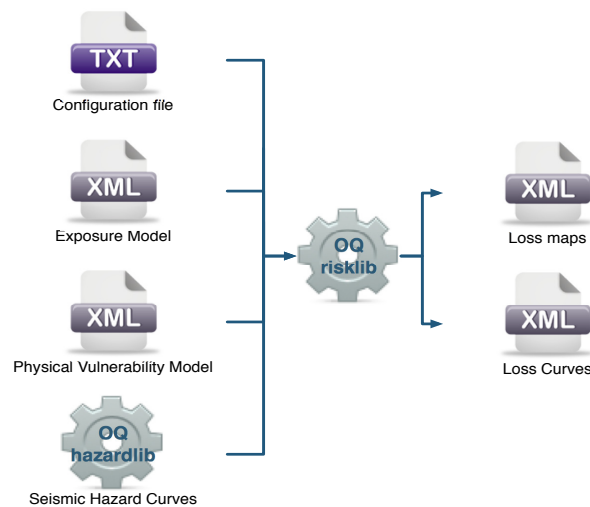 TXT
Configuration file
XML
Exposure Model
XML
Physical Vulnerability Model
OQ
hazardlib
Seismic Hazard Curves
OQ
risklib
XML
Loss maps
XML
Loss Curves